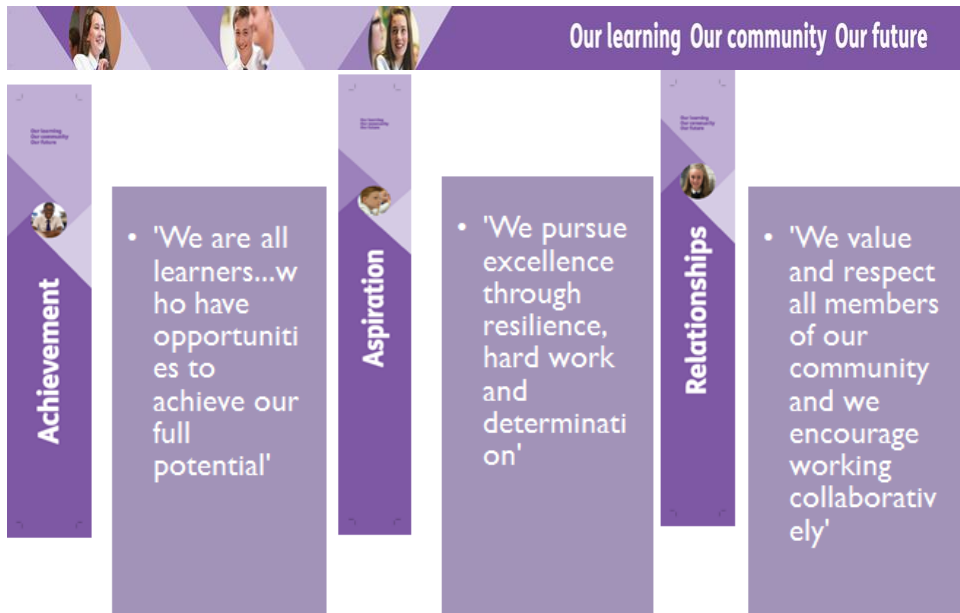 Our learning Our community Our future
Our learning
Our community
Our future
Achievement
• 'We are all
learners...w
ho have
opportuniti
es to
achieve our
full
potential'
Our learning
Our community
Our future
Aspiration
• 'We pursue
excellence
through
resilience,
hard work
and
determinati
on'
Our learning
Our community
Our future
Relationships
• 'We value
and respect
all members
of our
community
and we
encourage
working
collaborativ
ely'